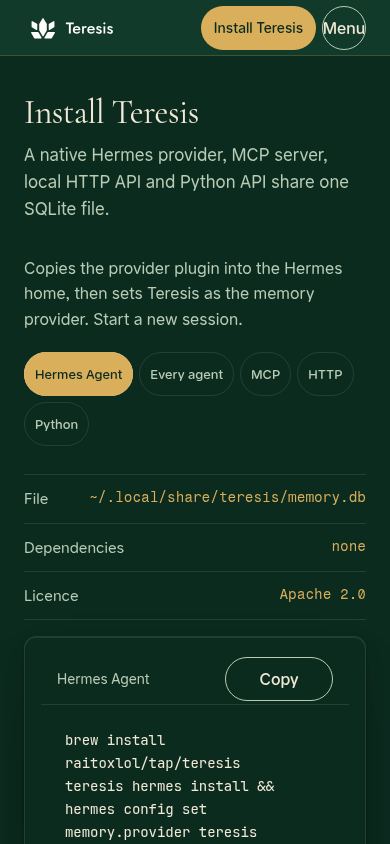 Teresis
Install Teresis
Menu
Install Teresis
A native Hermes provider, MCP server,
local HTTP API and Python API share one
SQLite file.
Copies the provider plugin into the Hermes
home, then sets Teresis as the memory
provider. Start a new session.
Hermes Agent
Every agent
MCP
HTTP
Python
File
~/.local/share/teresis/memory.db
Dependencies
none
Licence
Apache 2.0
Hermes Agent
Copy
brew install
raitoxlol/tap/teresis
teresis hermes install &&
hermes config set
memory.provider teresis